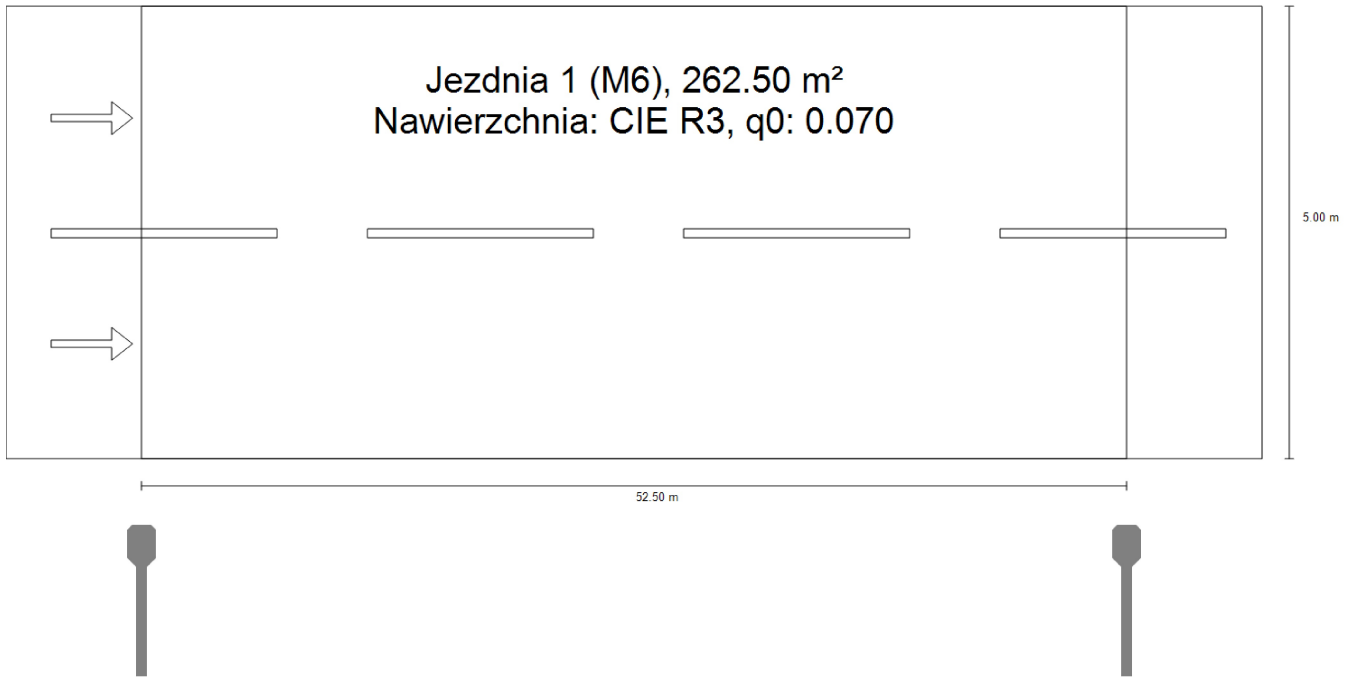 Jezdnia 1 (M6), 262.50 m²
Nawierzchnia: CIE R3, q0: 0.070
5.00 m
52.50 m